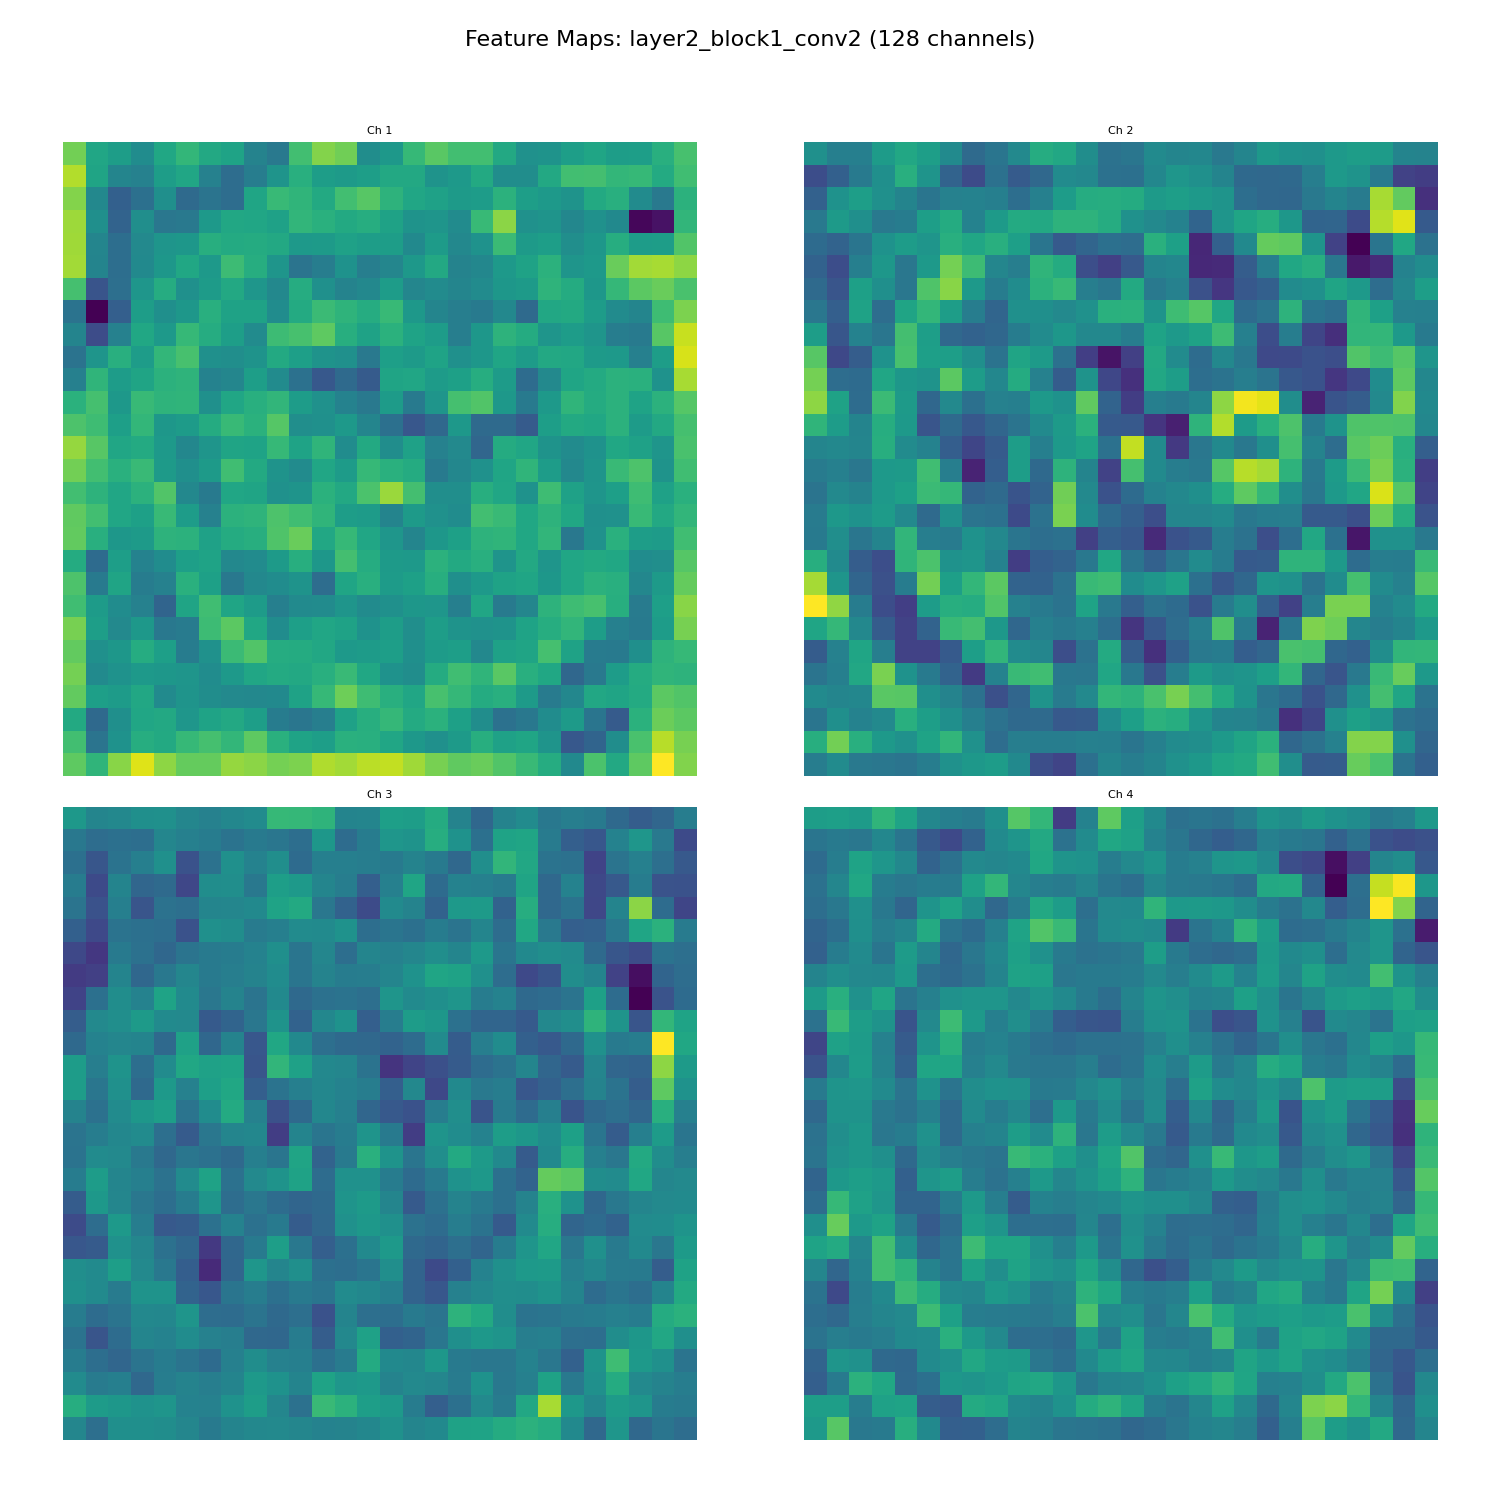 Feature Maps: layer2_block1_conv2 (128 channels)
Ch 1
Ch 2
Ch 3
Ch 4